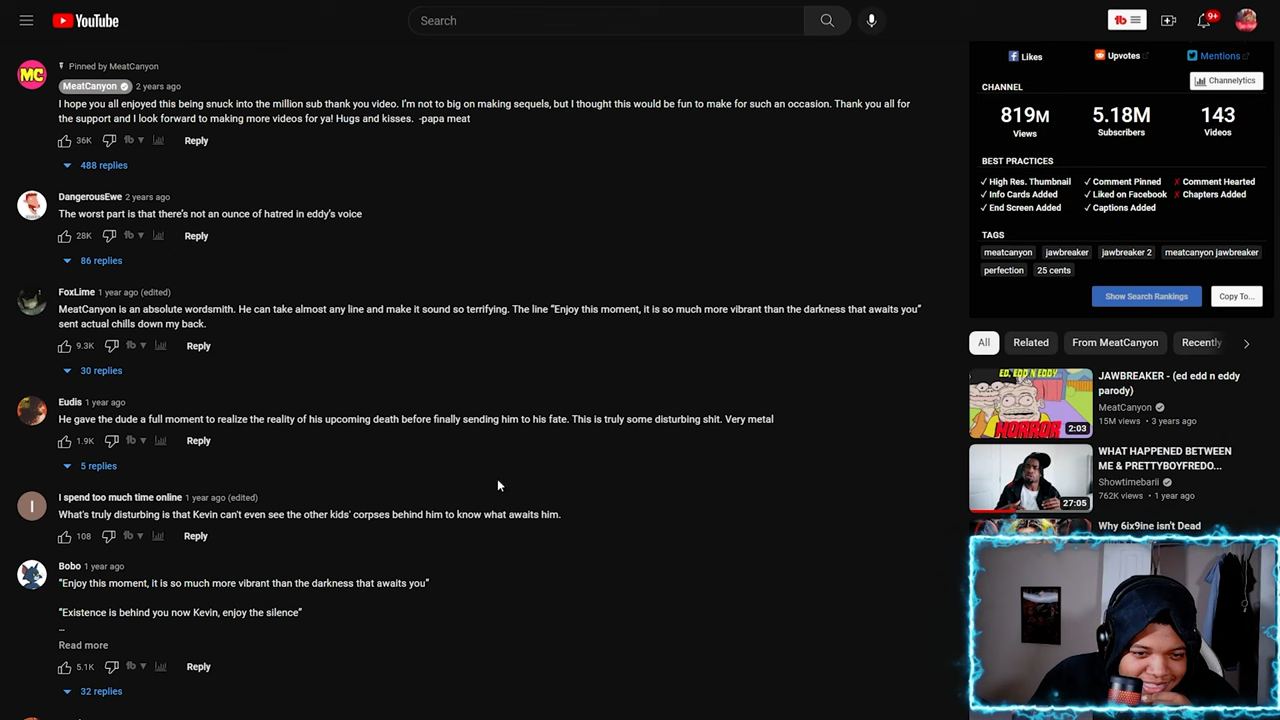 YouTube
Search
tb
9+
MC
Pinned by MeatCanyon
MeatCanyon 2 years ago
I hope you all enjoyed this being snuck into the million sub thank you video. I'm not to big on making sequels, but I thought this would be fun to make for such an occasion. Thank you all for
the support and I look forward to making more videos for ya! Hugs and kisses. -papa meat
36K tb Reply
488 replies
DangerousEwe 2 years ago
The worst part is that there's not an ounce of hatred in eddy's voice
28K tb Reply
86 replies
FoxLime 1 year ago (edited)
MeatCanyon is an absolute wordsmith. He can take almost any line and make it sound so terrifying. The line “Enjoy this moment, it is so much more vibrant than the darkness that awaits you”
sent actual chills down my back.
9.3K tb Reply
30 replies
Eudis 1 year ago
He gave the dude a full moment to realize the reality of his upcoming death before finally sending him to his fate. This is truly some disturbing shit. Very metal
1.9K tb Reply
5 replies
I
I spend too much time online 1 year ago (edited)
What's truly disturbing is that Kevin can't even see the other kids' corpses behind him to know what awaits him.
108 tb Reply
Bobo 1 year ago
“Enjoy this moment, it is so much more vibrant than the darkness that awaits you”
“Existence is behind you now Kevin, enjoy the silence”
...
Read more
5.1K tb Reply
32 replies
Likes Upvotes Mentions
CHANNEL Channelytics
819M 5.18M 143
Views Subscribers Videos
BEST PRACTICES
✓ High Res. Thumbnail ✓ Comment Pinned ✗ Comment Hearted
✓ Info Cards Added ✓ Liked on Facebook ✗ Chapters Added
✓ End Screen Added ✓ Captions Added
TAGS
meatcanyon jawbreaker jawbreaker 2 meatcanyon jawbreaker
perfection 25 cents
Show Search Rankings Copy To...
All Related From MeatCanyon Recently
ED, EDD N EDDY
HORROR
2:03
JAWBREAKER - (ed edd n eddy
parody)
MeatCanyon
15M views • 3 years ago
27:05
WHAT HAPPENED BETWEEN
ME & PRETTYBOYFREDO...
Showtimebarii
762K views • 1 year ago
Why 6ix9ine isn't Dead